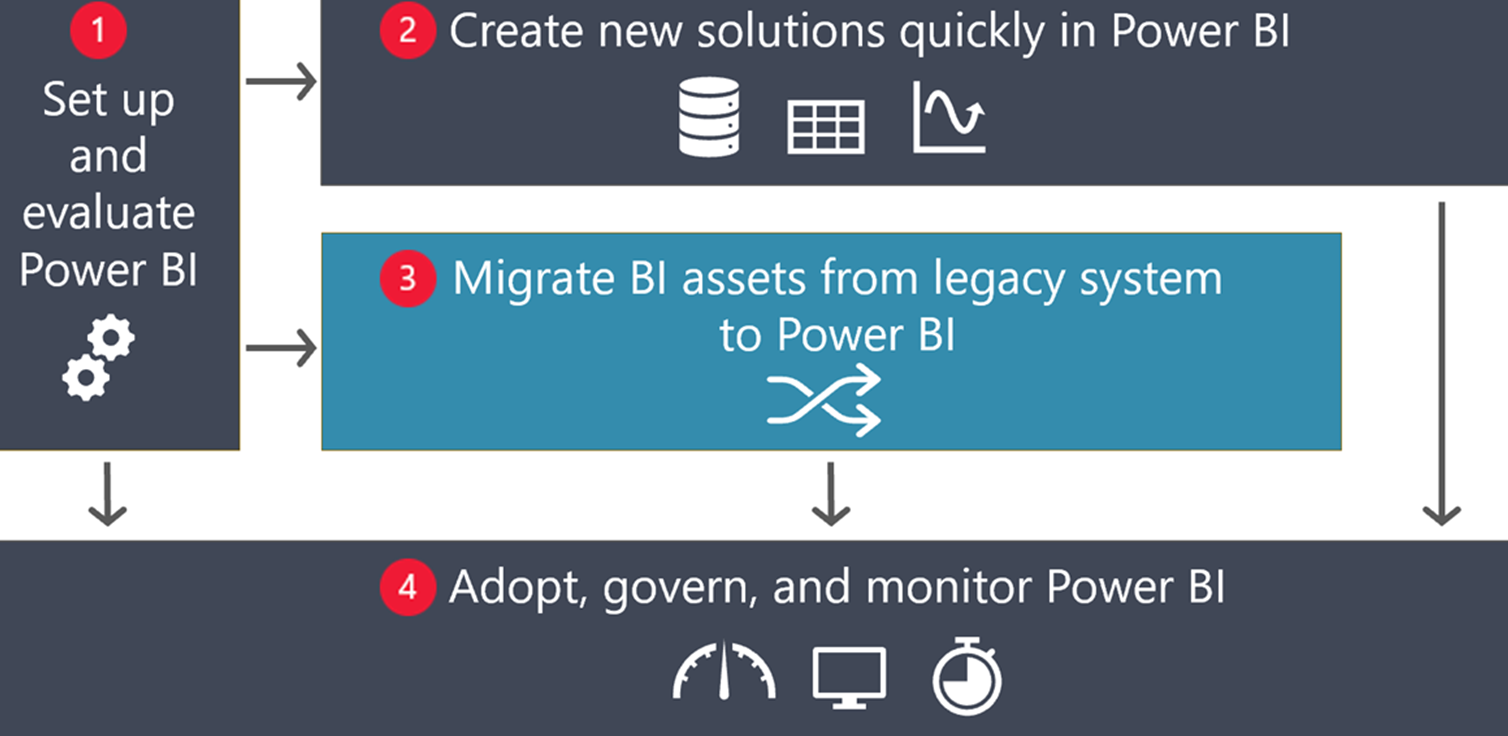 1
Set up
and
evaluate
Power BI
2 Create new solutions quickly in Power BI
3 Migrate BI assets from legacy system
to Power BI
4 Adopt, govern, and monitor Power BI